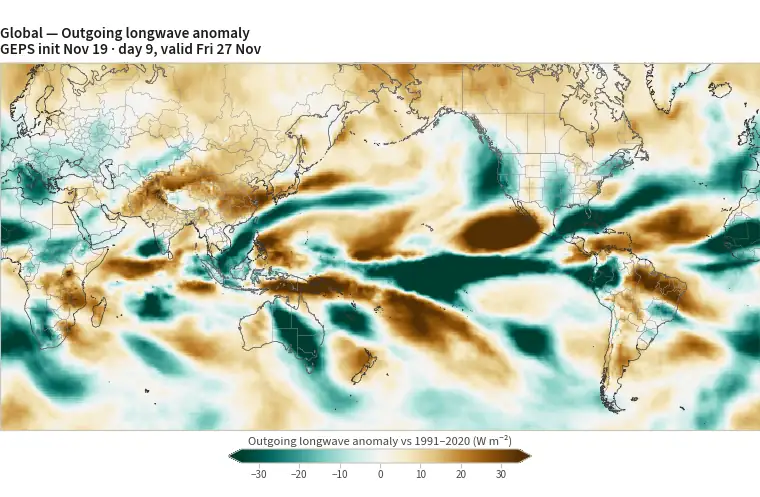 Global — Outgoing longwave anomaly
GEPS init Nov 19 · day 9, valid Fri 27 Nov
Outgoing longwave anomaly vs 1991–2020 (W m⁻²)
−30 −20 −10 0 10 20 30